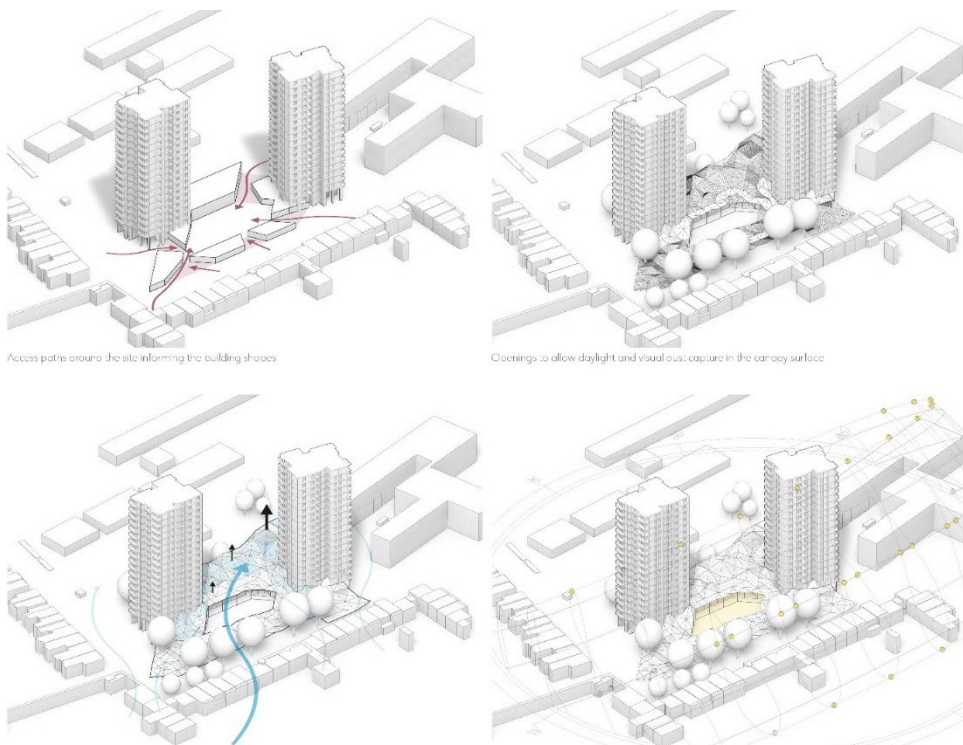 Access paths around the site informing the building shapes
Openings to allow daylight and visual dust capture in the canopy surface